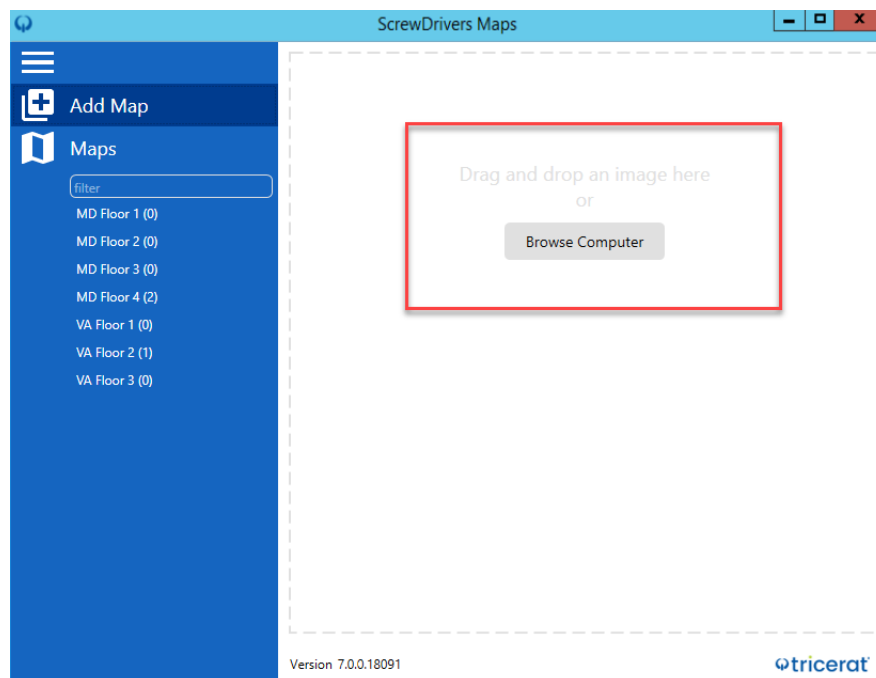 ScrewDrivers Maps
Add Map
Maps
filter
MD Floor 1 (0)
MD Floor 2 (0)
MD Floor 3 (0)
MD Floor 4 (2)
VA Floor 1 (0)
VA Floor 2 (1)
VA Floor 3 (0)
Drag and drop an image here
or
Browse Computer
Version 7.0.0.18091
tricerat